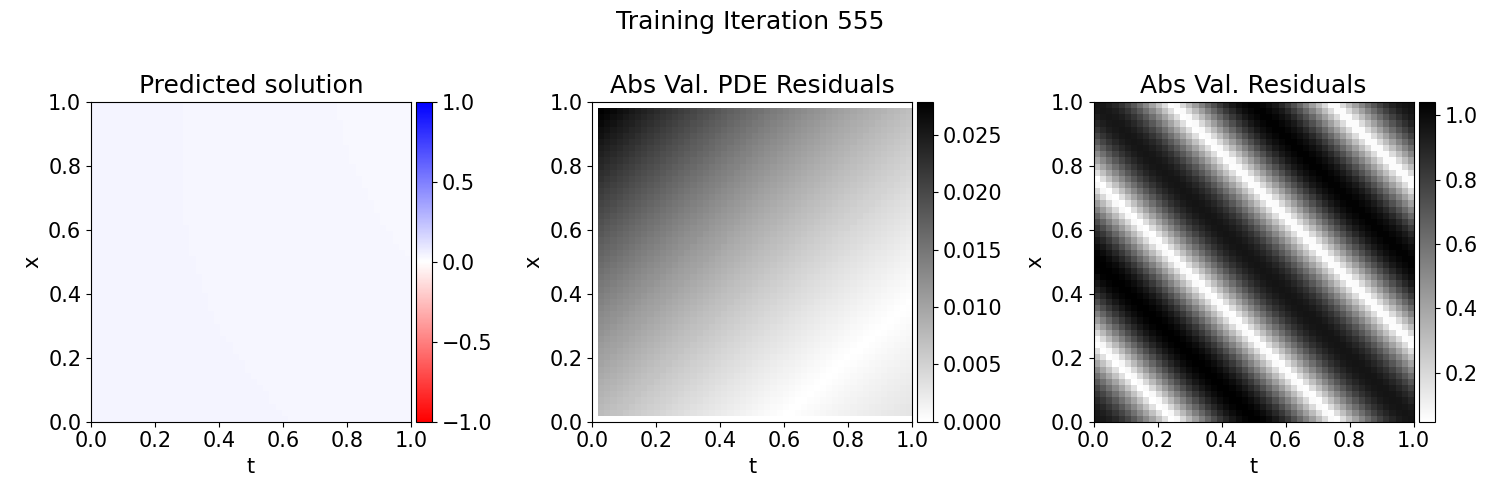 Training Iteration 555
Predicted solution
1.0
0.8
0.6
0.4
0.2
0.0
x
0.0 0.2 0.4 0.6 0.8 1.0
t
1.0
0.5
0.0
−0.5
−1.0
Abs Val. PDE Residuals
1.0
0.8
0.6
0.4
0.2
0.0
x
0.0 0.2 0.4 0.6 0.8 1.0
t
0.025
0.020
0.015
0.010
0.005
0.000
Abs Val. Residuals
1.0
0.8
0.6
0.4
0.2
0.0
x
0.0 0.2 0.4 0.6 0.8 1.0
t
1.0
0.8
0.6
0.4
0.2